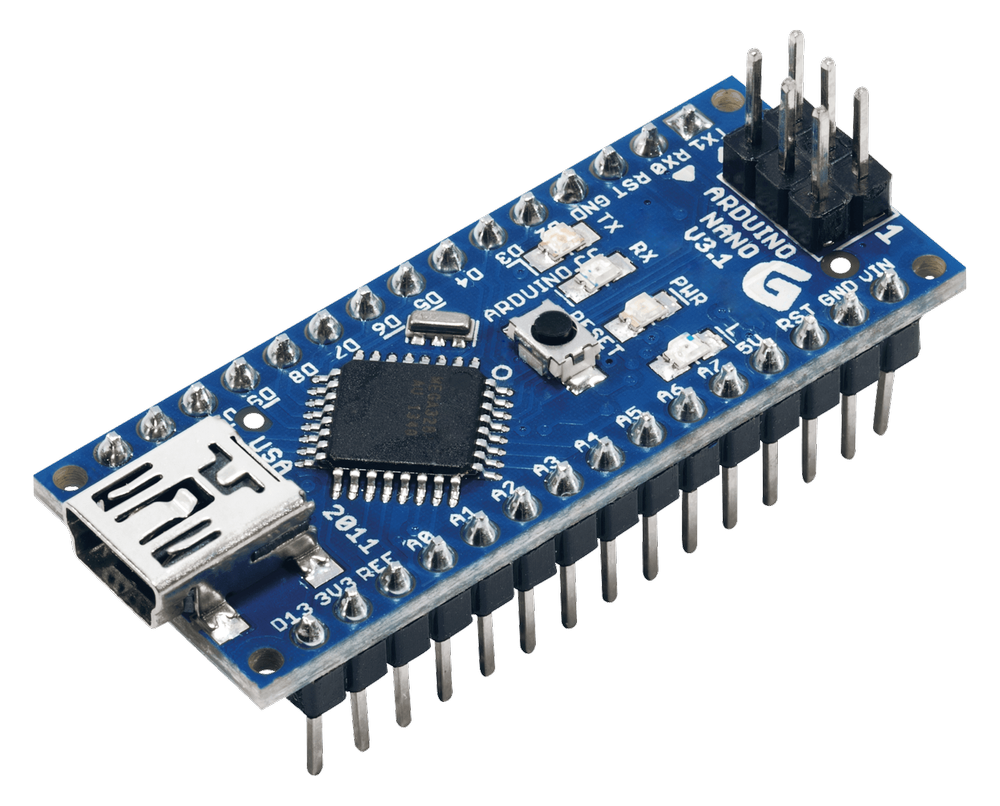 TX1
RX0
RST
GND
D2
D3
D4
D5
D6
D7
D8
D9
TX
RX
PWR
L
ARDUINO.CC
RESET
ARDUINO
NANO
V3.1
G
1
USA
2011
D13
3V3
REF
A0
A1
A2
A3
A4
A5
A6
A7
5V
RST
GND
VIN